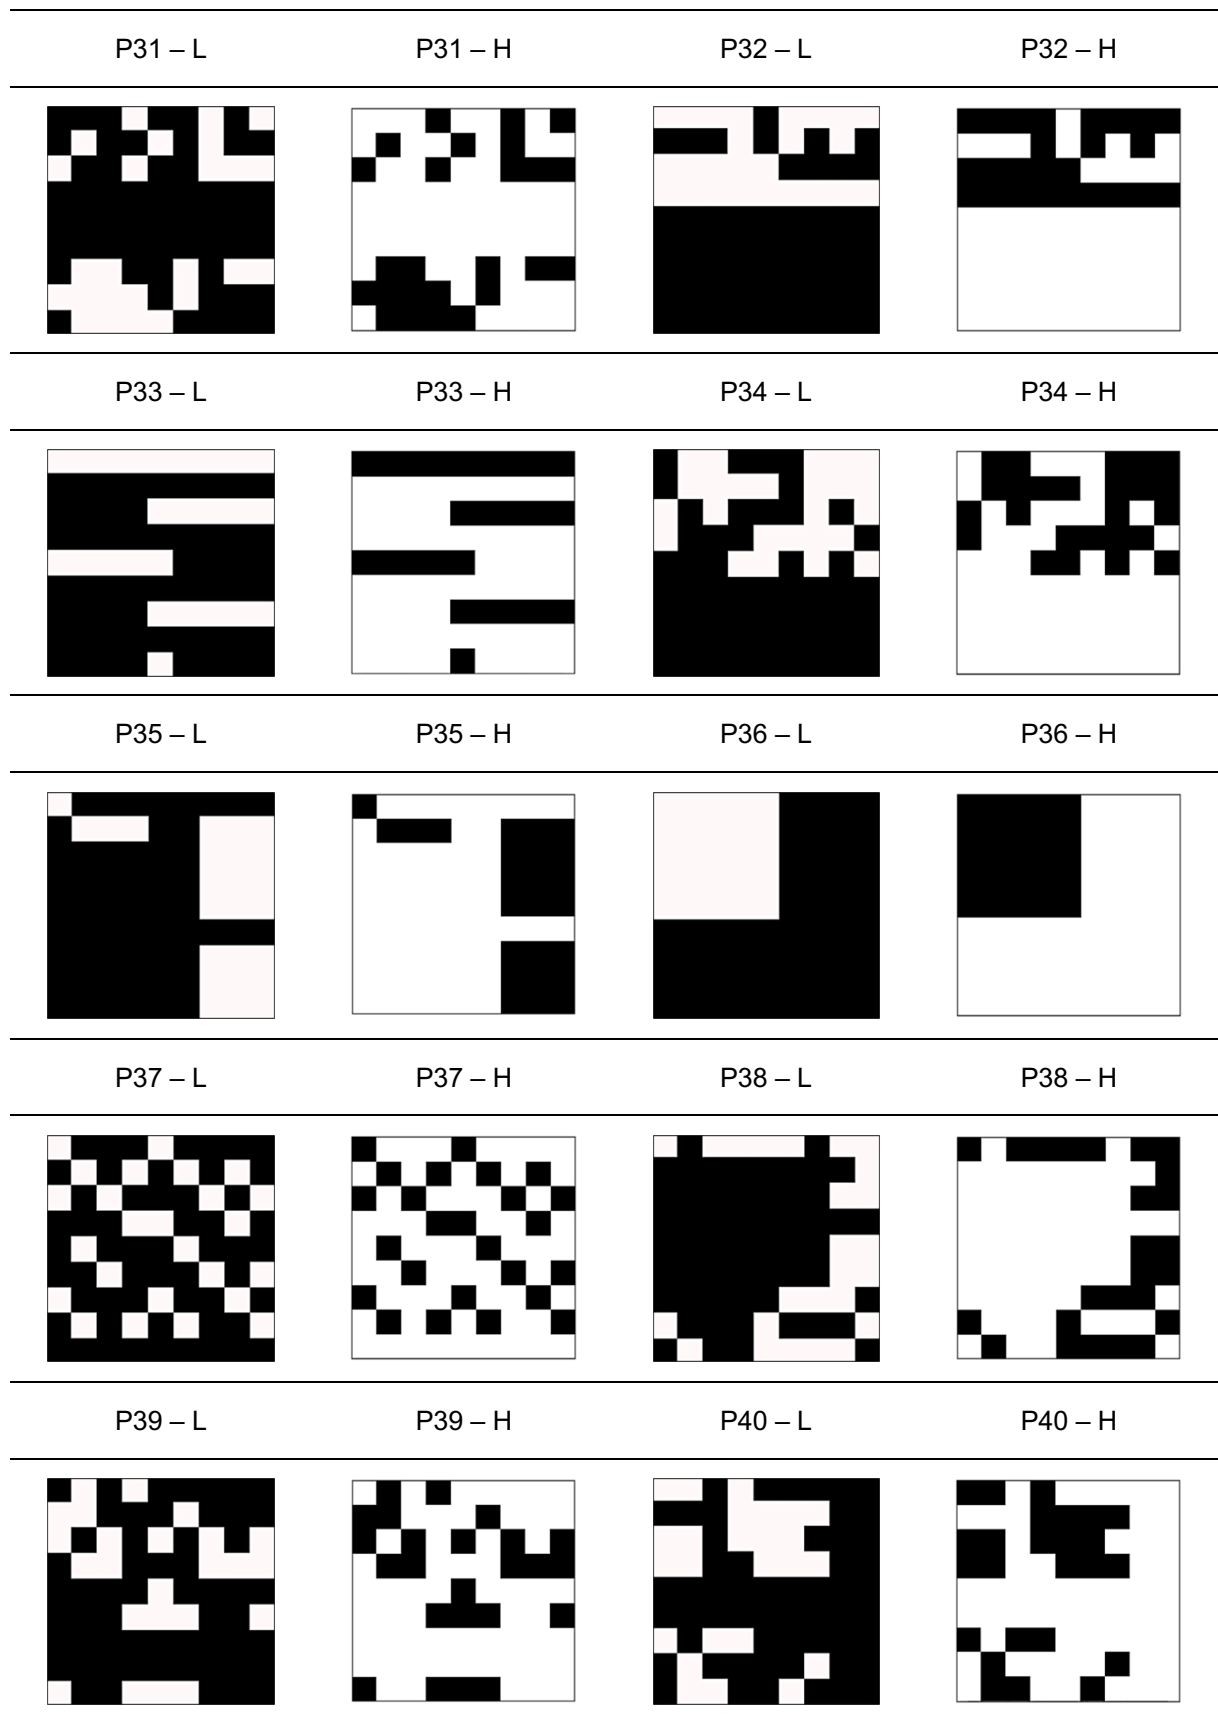 P31 – L P31 – H P32 – L P32 – H
P33 – L P33 – H P34 – L P34 – H
P35 – L P35 – H P36 – L P36 – H
P37 – L P37 – H P38 – L P38 – H
P39 – L P39 – H P40 – L P40 – H